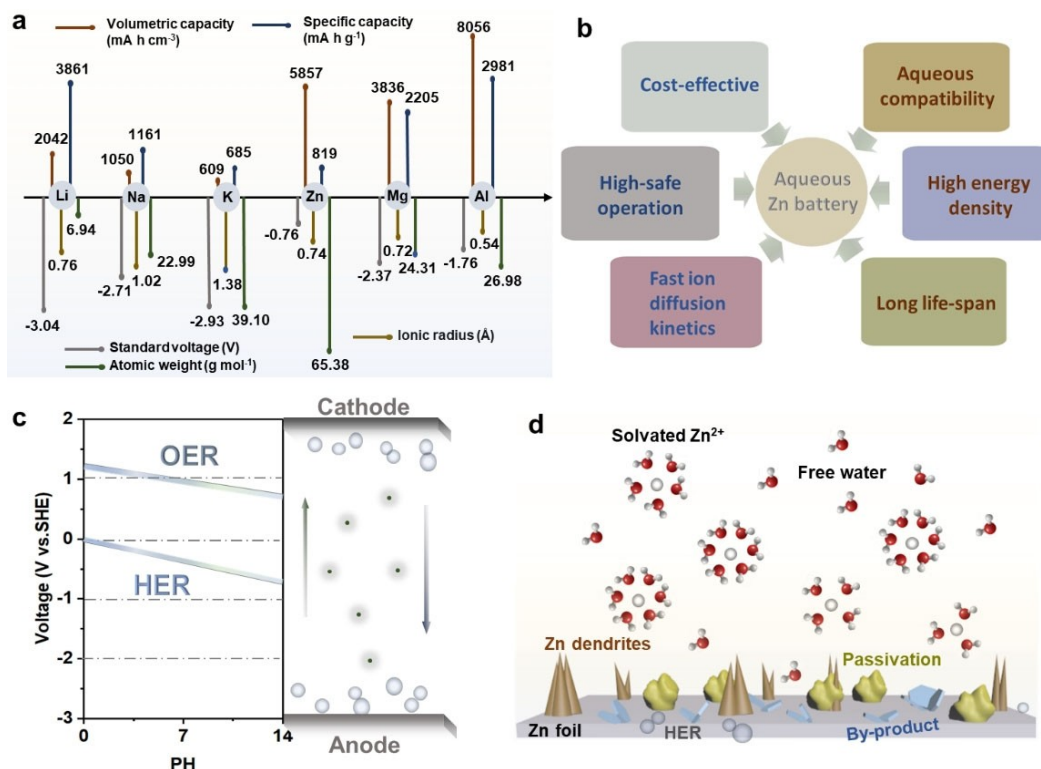 a
Volumetric capacity
(mA h cm⁻³)
Specific capacity
(mA h g⁻¹)
8056
5857
3861
3836
2981
2205
2042
1050
1161
609
685
819
Li
Na
K
Zn
Mg
Al
6.94
0.76
-3.04
-2.71
1.02
22.99
-2.93
1.38
39.10
-0.76
0.74
65.38
-2.37
0.72
24.31
-1.76
0.54
26.98
Ionic radius (Å)
Standard voltage (V)
Atomic weight (g mol⁻¹)
b
Cost-effective
Aqueous
compatibility
High-safe
operation
Aqueous
Zn battery
High energy
density
Fast ion
diffusion
kinetics
Long life-span
c
Voltage (V vs.SHE)
2
1
0
-1
-2
-3
0
7
14
PH
OER
HER
Cathode
Anode
d
Solvated Zn²⁺
Free water
Zn dendrites
Passivation
Zn foil
HER
By-product